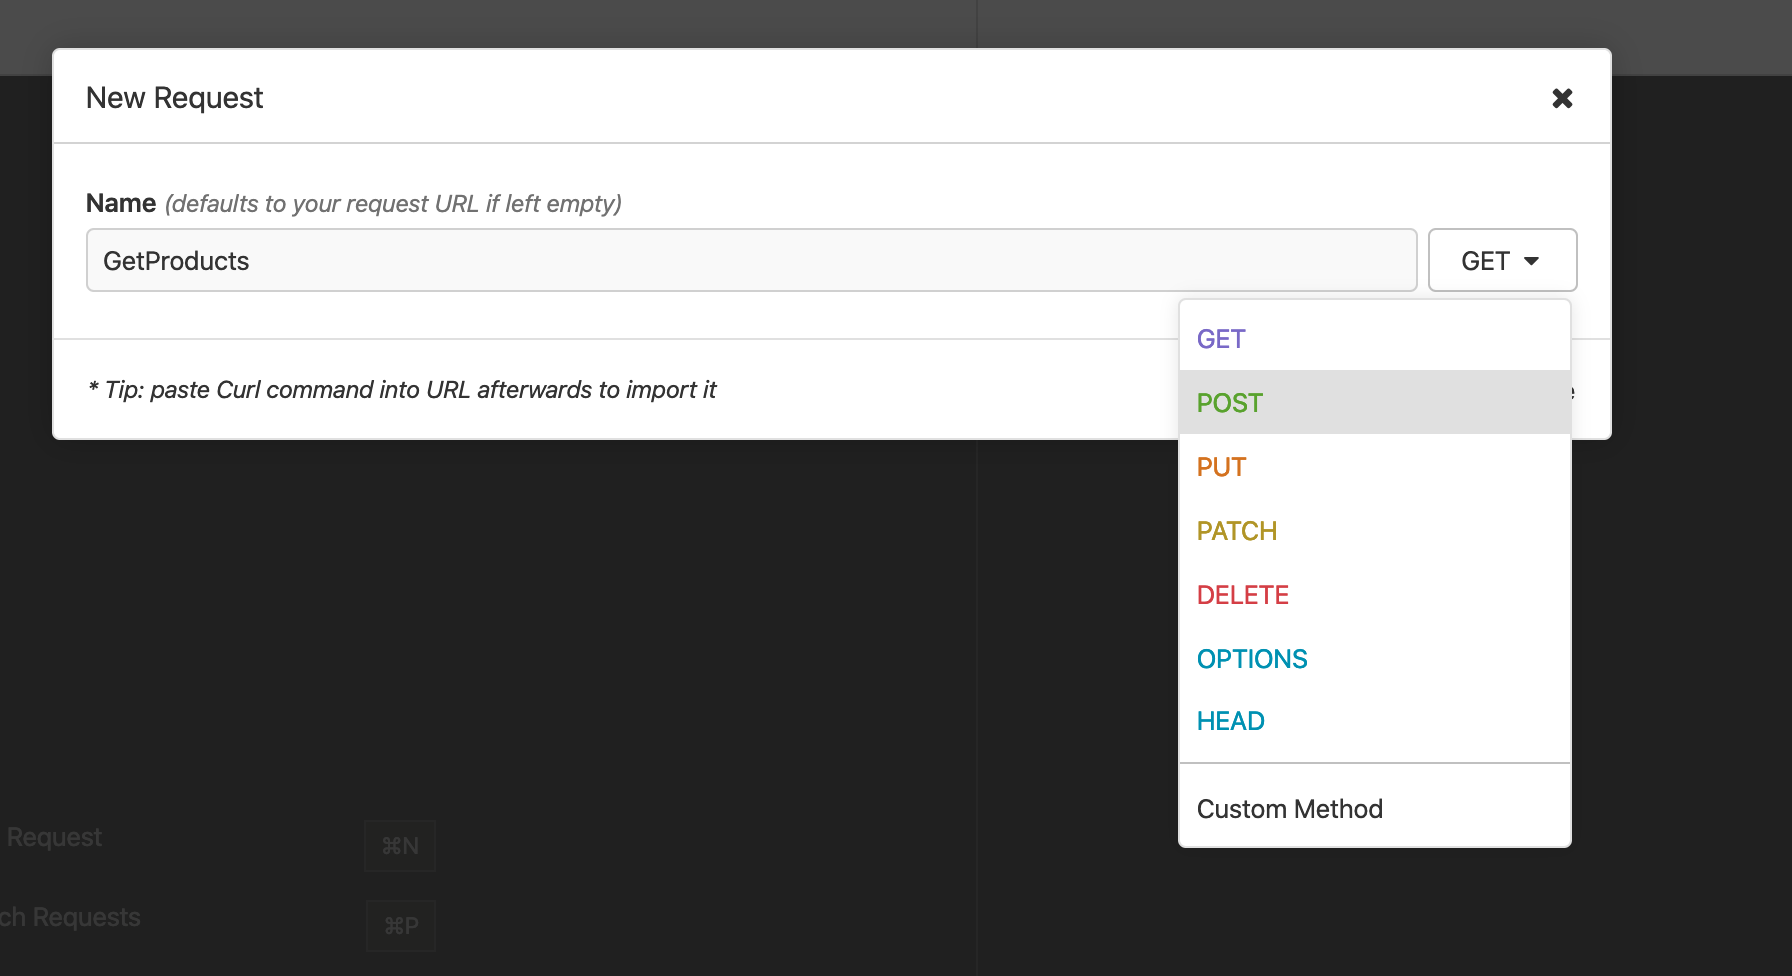 New Request
Name (defaults to your request URL if left empty)
GetProducts
GET
GET
* Tip: paste Curl command into URL afterwards to import it
POST
PUT
PATCH
DELETE
OPTIONS
HEAD
Custom Method
Request ⌘N
Requests ⌘P